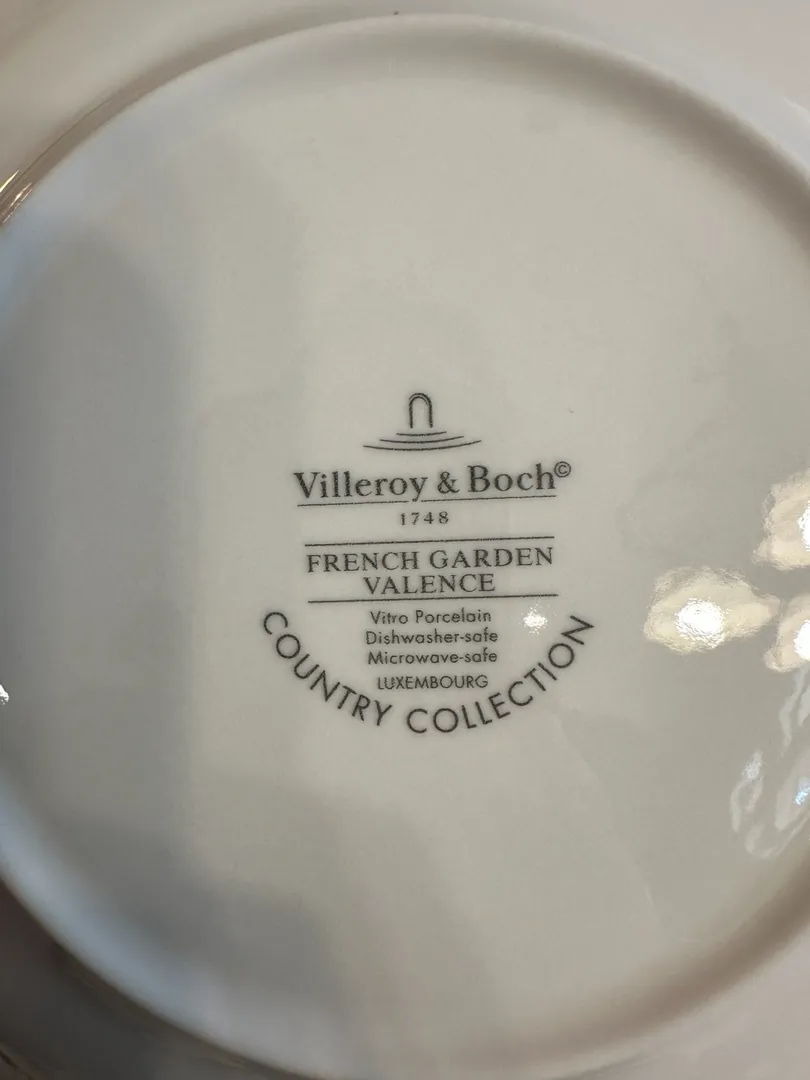 Villeroy & Boch©
1748
FRENCH GARDEN
VALENCE
Vitro Porcelain
Dishwasher-safe
Microwave-safe
LUXEMBOURG
COUNTRY COLLECTION